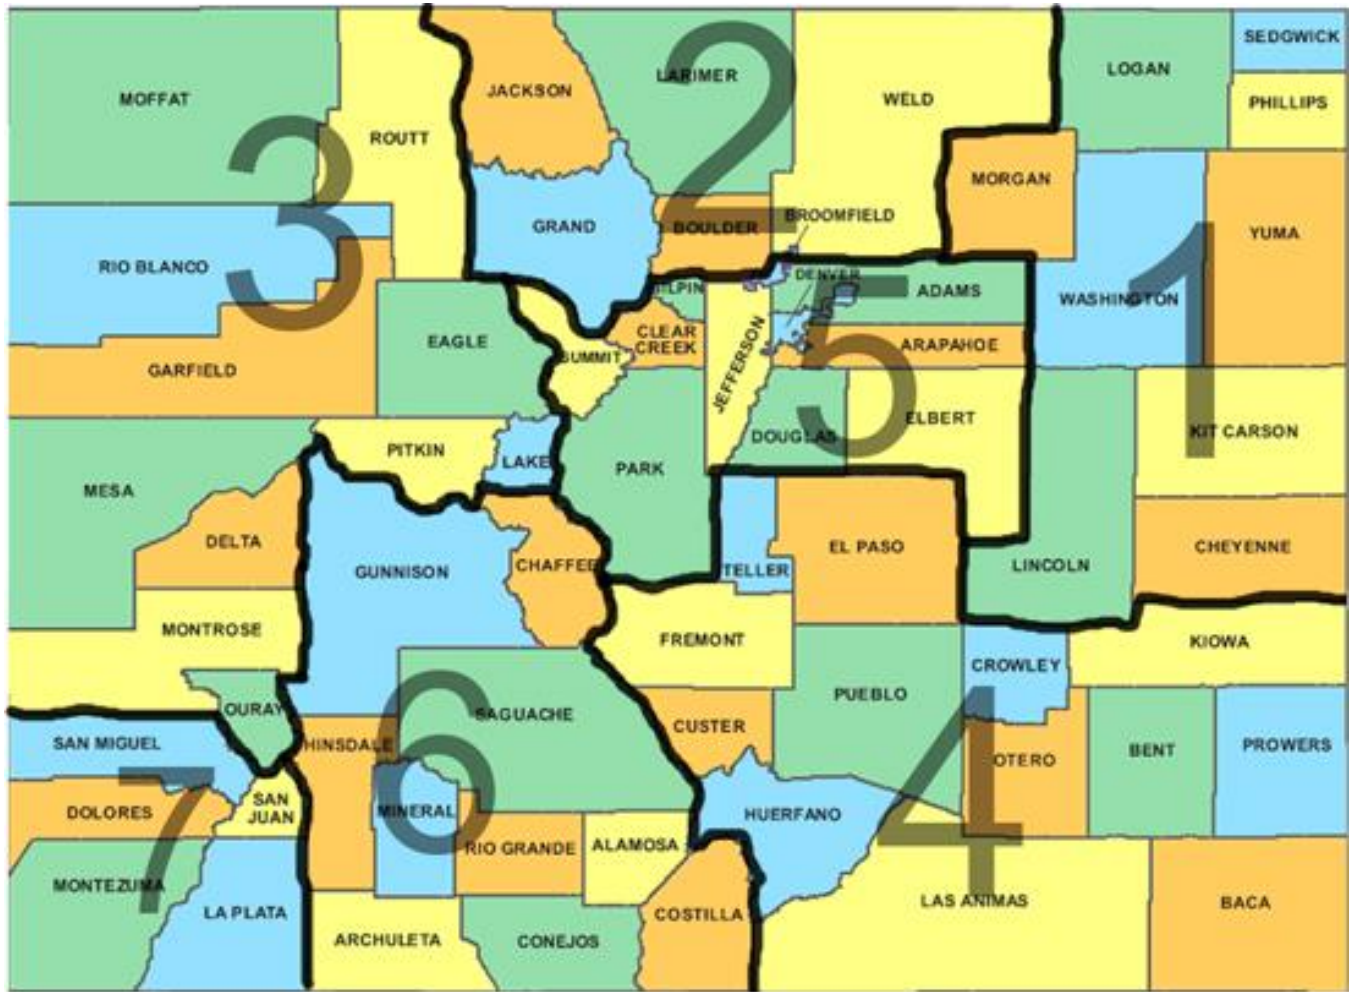 SEDGWICK
LOGAN
MOFFAT
JACKSON
LARIMER
WELD
PHILLIPS
ROUTT
2
MORGAN
3
GRAND
BOULDER
BROOMFIELD
YUMA
RIO BLANCO
1
GILPIN
DENVER
ADAMS
WASHINGTON
EAGLE
CLEAR
CREEK
SUMMIT
JEFFERSON
ARAPAHOE
GARFIELD
5
ELBERT
PITKIN
DOUGLAS
KIT CARSON
LAKE
PARK
MESA
DELTA
GUNNISON
CHAFFEE
TELLER
EL PASO
LINCOLN
CHEYENNE
MONTROSE
FREMONT
KIOWA
CROWLEY
OURAY
SAGUACHE
PUEBLO
SAN MIGUEL
HINSDALE
CUSTER
OTERO
BENT
PROWERS
6
4
7
DOLORES
SAN
JUAN
MINERAL
HUERFANO
RIO GRANDE
ALAMOSA
MONTEZUMA
LA PLATA
COSTILLA
LAS ANIMAS
BACA
ARCHULETA
CONEJOS